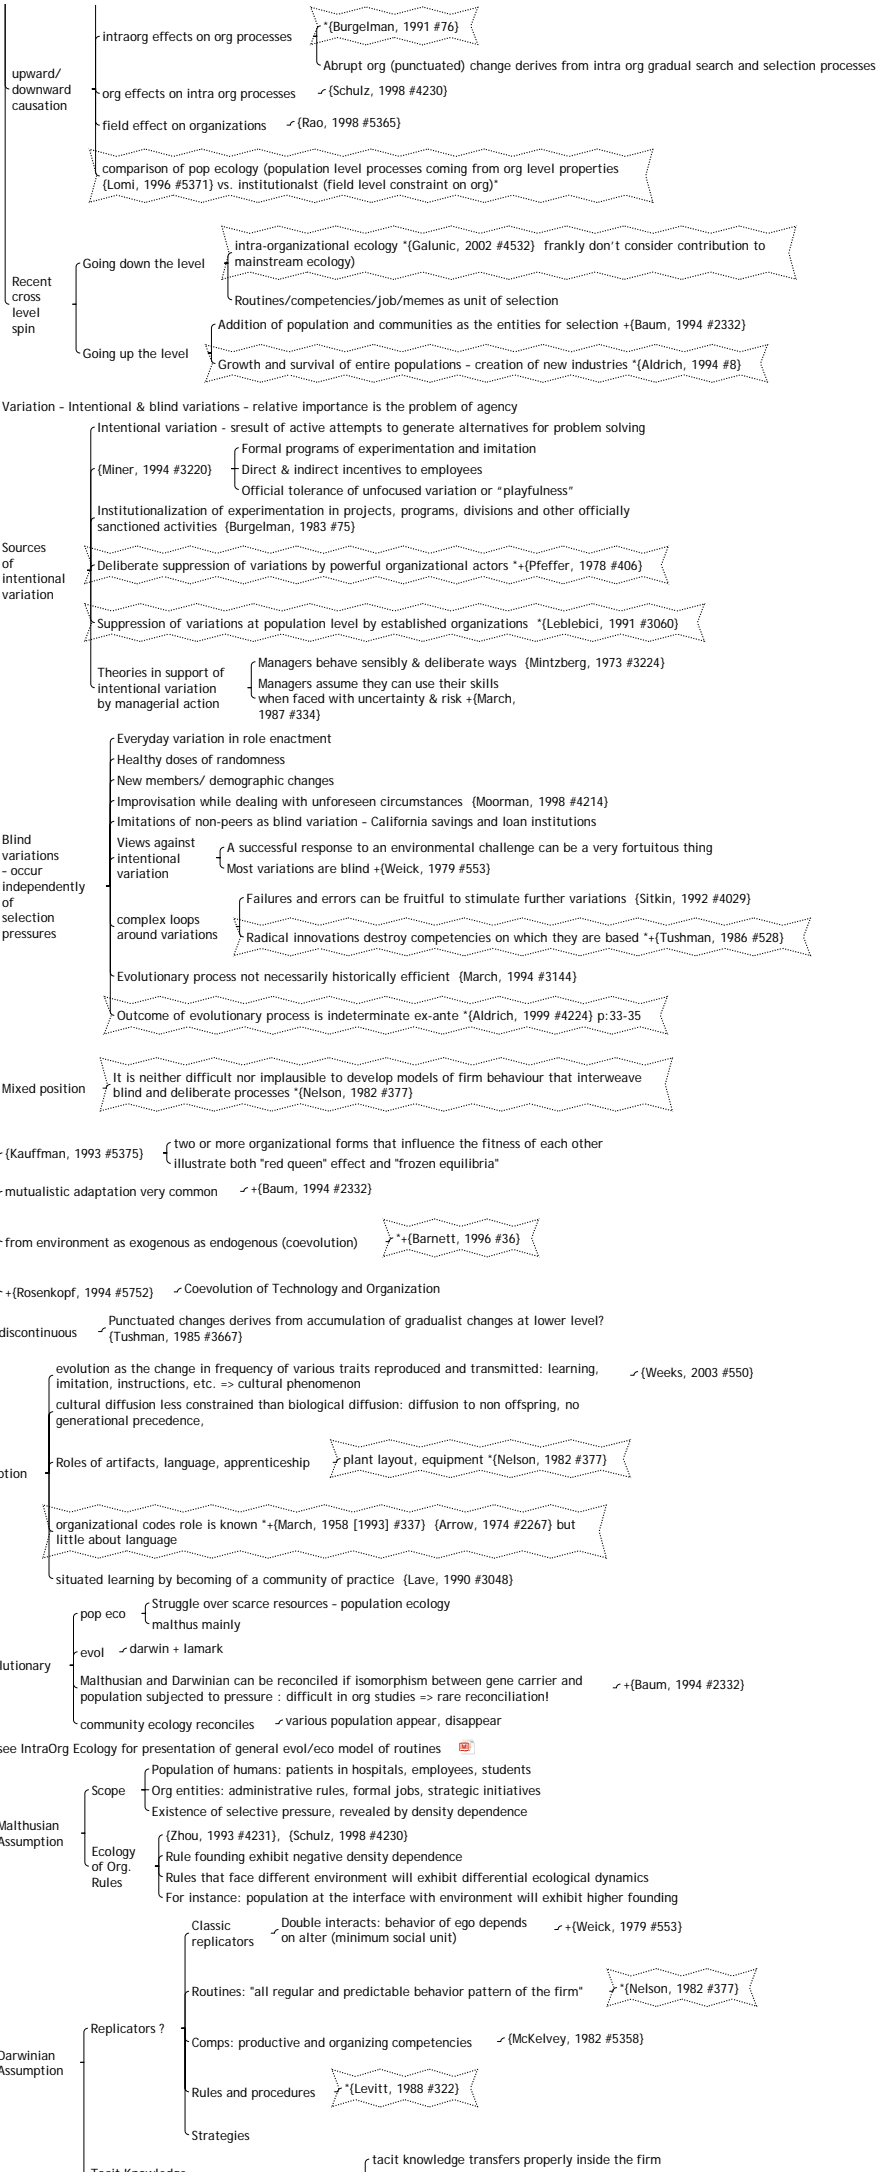 intraorg effects on org processes
*{Burgelman, 1991 #76}
Abrupt org (punctuated) change derives from intra org gradual search and selection processes
upward/
downward
causation
org effects on intra org processes
{Schulz, 1998 #4230}
field effect on organizations
{Rao, 1998 #5365}
comparison of pop ecology (population level processes coming from org level properties
{Lomi, 1996 #5371} vs. institutionalst (field level constraint on org)*
Recent
cross
level
spin
Going down the level
intra-organizational ecology *{Galunic, 2002 #4532}  frankly don't consider contribution to
mainstream ecology)
Routines/competencies/job/memes as unit of selection
Going up the level
Addition of population and communities as the entities for selection +{Baum, 1994 #2332}
Growth and survival of entire populations – creation of new industries *{Aldrich, 1994 #8}
Variation – Intentional & blind variations – relative importance is the problem of agency
Sources
of
intentional
variation
Intentional variation - sresult of active attempts to generate alternatives for problem solving
{Miner, 1994 #3220}
Formal programs of experimentation and imitation
Direct & indirect incentives to employees
Official tolerance of unfocused variation or “playfulness”
Institutionalization of experimentation in projects, programs, divisions and other officially
sanctioned activities  {Burgelman, 1983 #75}
Deliberate suppression of variations by powerful organizational actors *+{Pfeffer, 1978 #406}
Suppression of variations at population level by established organizations  *{Leblebici, 1991 #3060}
Theories in support of
intentional variation
by managerial action
Managers behave sensibly & deliberate ways  {Mintzberg, 1973 #3224}
Managers assume they can use their skills
when faced with uncertainty & risk +{March,
1987 #334}
Blind
variations
– occur
independently
of
selection
pressures
Everyday variation in role enactment
Healthy doses of randomness
New members/ demographic changes
Improvisation while dealing with unforeseen circumstances  {Moorman, 1998 #4214}
Imitations of non-peers as blind variation – California savings and loan institutions
Views against
intentional
variation
A successful response to an environmental challenge can be a very fortuitous thing
Most variations are blind +{Weick, 1979 #553}
complex loops
around variations
Failures and errors can be fruitful to stimulate further variations  {Sitkin, 1992 #4029}
Radical innovations destroy competencies on which they are based *+{Tushman, 1986 #528}
Evolutionary process not necessarily historically efficient  {March, 1994 #3144}
Outcome of evolutionary process is indeterminate ex-ante *{Aldrich, 1999 #4224} p:33-35
Mixed position
It is neither difficult nor implausible to develop models of firm behaviour that interweave
blind and deliberate processes *{Nelson, 1982 #377}
{Kauffman, 1993 #5375}
two or more organizational forms that influence the fitness of each other
illustrate both "red queen" effect and "frozen equilibria"
mutualistic adaptation very common
+{Baum, 1994 #2332}
from environment as exogenous as endogenous (coevolution)
*+{Barnett, 1996 #36}
+{Rosenkopf, 1994 #5752}
Coevolution of Technology and Organization
discontinuous
Punctuated changes derives from accumulation of gradualist changes at lower level?
{Tushman, 1985 #3667}
otion
evolution as the change in frequency of various traits reproduced and transmitted: learning,
imitation, instructions, etc. => cultural phenomenon
{Weeks, 2003 #550}
cultural diffusion less constrained than biological diffusion: diffusion to non offspring, no
generational precedence,
Roles of artifacts, language, apprenticeship
plant layout, equipment *{Nelson, 1982 #377}
organizational codes role is known *+{March, 1958 [1993] #337}  {Arrow, 1974 #2267} but
little about language
situated learning by becoming of a community of practice  {Lave, 1990 #3048}
lutionary
pop eco
Struggle over scarce resources – population ecology
malthus mainly
evol
darwin + lamark
Malthusian and Darwinian can be reconciled if isomorphism between gene carrier and
population subjected to pressure : difficult in org studies => rare reconciliation!
+{Baum, 1994 #2332}
community ecology reconciles
various population appear, disappear
see IntraOrg Ecology for presentation of general evol/eco model of routines
Malthusian
Assumption
Scope
Population of humans: patients in hospitals, employees, students
Org entities: administrative rules, formal jobs, strategic initiatives
Existence of selective pressure, revealed by density dependence
Ecology
of Org.
Rules
{Zhou, 1993 #4231},  {Schulz, 1998 #4230}
Rule founding exhibit negative density dependence
Rules that face different environment will exhibit differential ecological dynamics
For instance: population at the interface with environment will exhibit higher founding
Darwinian
Assumption
Replicators ?
Classic
replicators
Double interacts: behavior of ego depends
on alter (minimum social unit)
+{Weick, 1979 #553}
Routines: "all regular and predictable behavior pattern of the firm"
*{Nelson, 1982 #377}
Comps: productive and organizing competencies
{McKelvey, 1982 #5358}
Rules and procedures
*{Levitt, 1988 #322}
Strategies
Tacit Knowledge
tacit knowledge transfers properly inside the firm